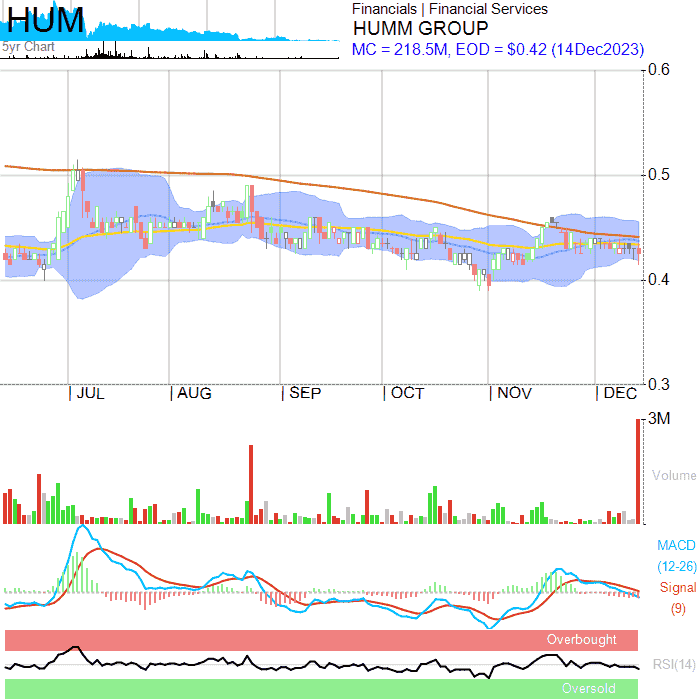 HUM
5yr Chart
Financials | Financial Services
HUMM GROUP
MC = 218.5M, EOD = $0.42 (14Dec2023)
0.6
0.5
0.4
0.3
JUL AUG SEP OCT NOV DEC
3M
Volume
MACD
(12-26)
Signal
(9)
Overbought
RSI(14)
Oversold